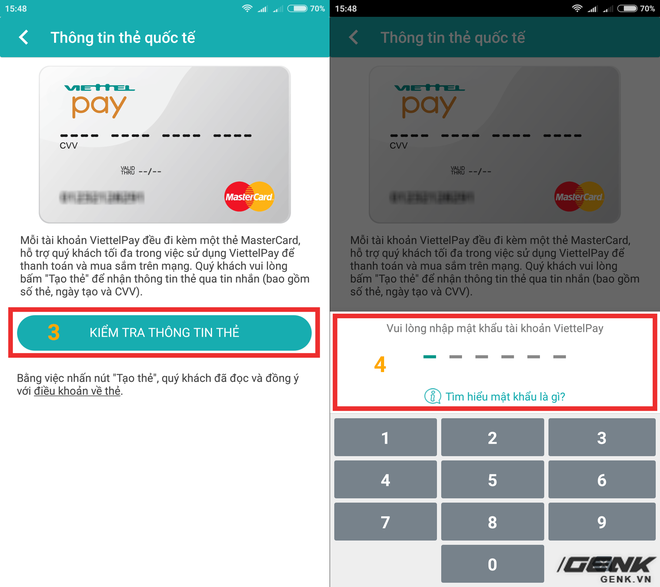 15:48
70%
Thông tin thẻ quốc tế
VIETTEL
pay
CVV
VALID
THRU --/--
MasterCard
Mỗi tài khoản ViettelPay đều đi kèm một thẻ MasterCard,
hỗ trợ quý khách tối đa trong việc sử dụng ViettelPay để
thanh toán và mua sắm trên mạng. Quý khách vui lòng
bấm "Tạo thẻ" để nhận thông tin thẻ qua tin nhắn (bao gồm
số thẻ, ngày tạo và CVV).
3 KIỂM TRA THÔNG TIN THẺ
Bằng việc nhấn nút "Tạo thẻ", quý khách đã đọc và đồng ý
với điều khoản về thẻ.
15:48
70%
Thông tin thẻ quốc tế
VIETTEL
pay
CVV
VALID
THRU --/--
MasterCard
Mỗi tài khoản ViettelPay đều đi kèm một thẻ MasterCard,
hỗ trợ quý khách tối đa trong việc sử dụng ViettelPay để
thanh toán và mua sắm trên mạng. Quý khách vui lòng
bấm "Tạo thẻ" để nhận thông tin thẻ qua tin nhắn (bao gồm
số thẻ, ngày tạo và CVV).
Vui lòng nhập mật khẩu tài khoản ViettelPay
4
Tìm hiểu mật khẩu là gì?
1 2 3
4 5 6
7 8 9
0
GENK
GENK.VN